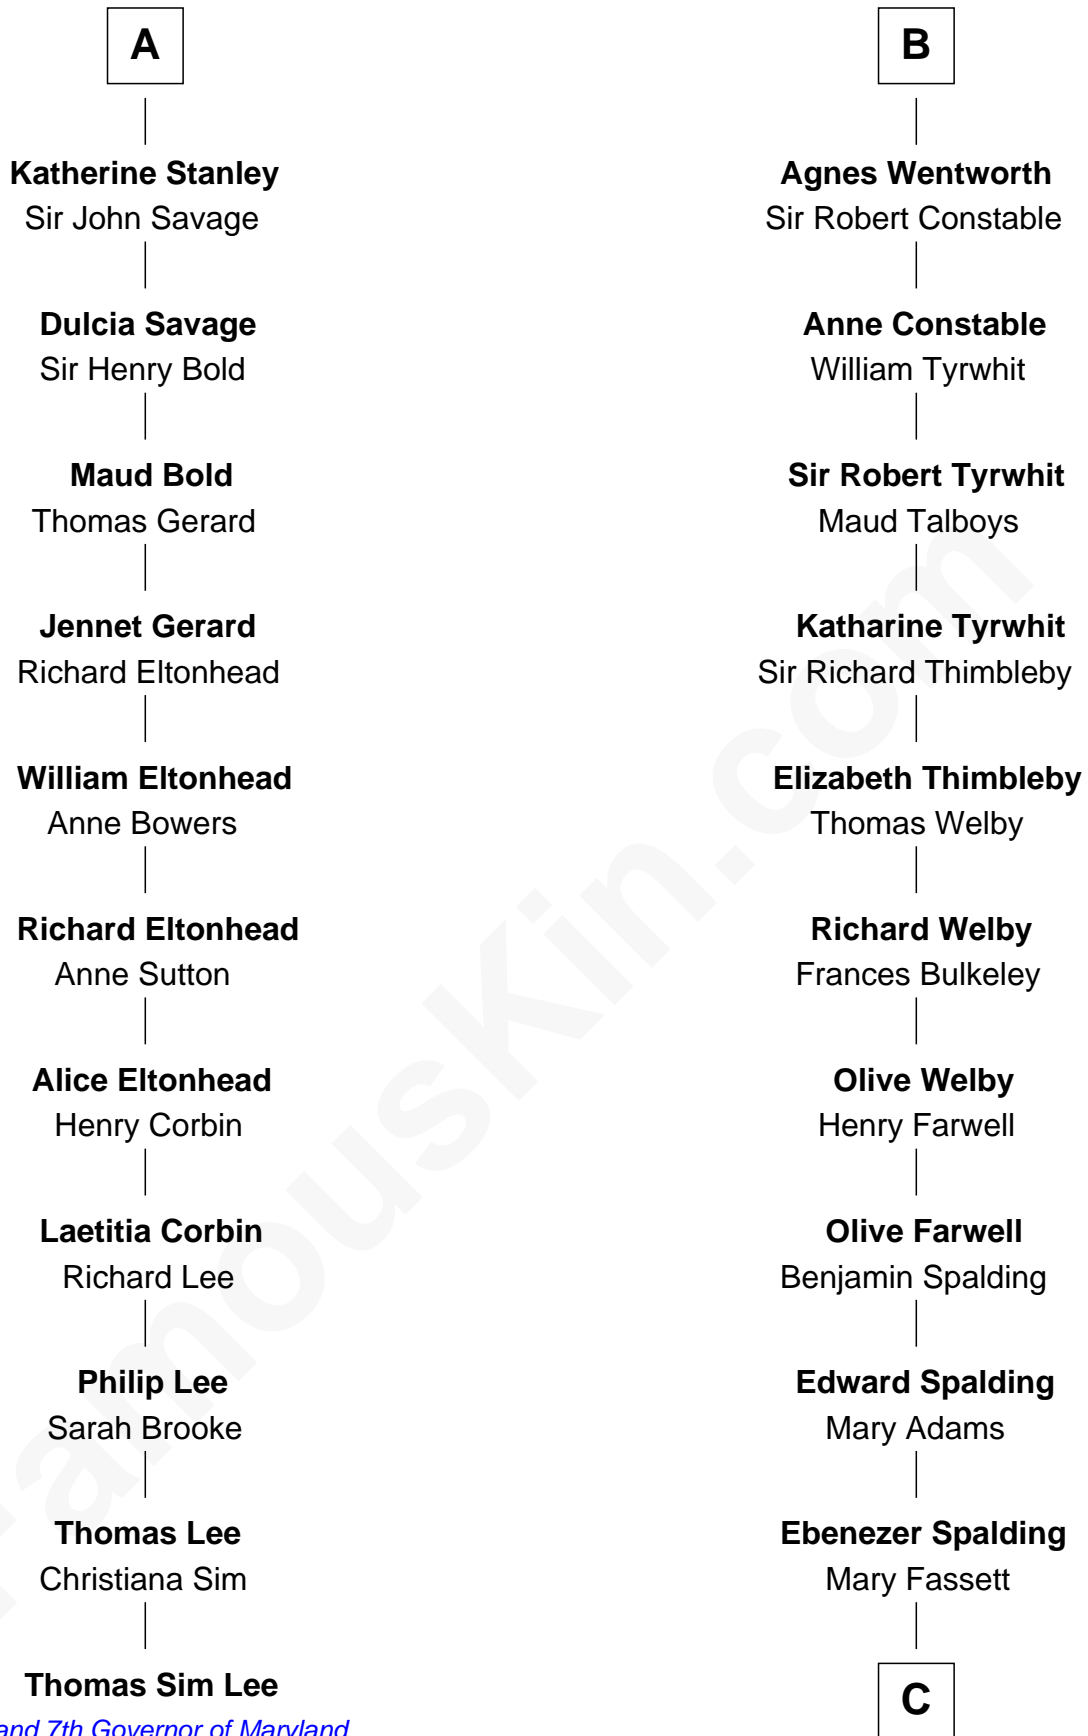 A
Katherine Stanley
Sir John Savage
Dulcia Savage
Sir Henry Bold
Maud Bold
Thomas Gerard
Jennet Gerard
Richard Eltonhead
William Eltonhead
Anne Bowers
Richard Eltonhead
Anne Sutton
Alice Eltonhead
Henry Corbin
Laetitia Corbin
Richard Lee
Philip Lee
Sarah Brooke
Thomas Lee
Christiana Sim
Thomas Sim Lee
and 7th Governor of Maryland
B
Agnes Wentworth
Sir Robert Constable
Anne Constable
William Tyrwhit
Sir Robert Tyrwhit
Maud Talboys
Katharine Tyrwhit
Sir Richard Thimbleby
Elizabeth Thimbleby
Thomas Welby
Richard Welby
Frances Bulkeley
Olive Welby
Henry Farwell
Olive Farwell
Benjamin Spalding
Edward Spalding
Mary Adams
Ebenezer Spalding
Mary Fassett
C
FamousKin.com